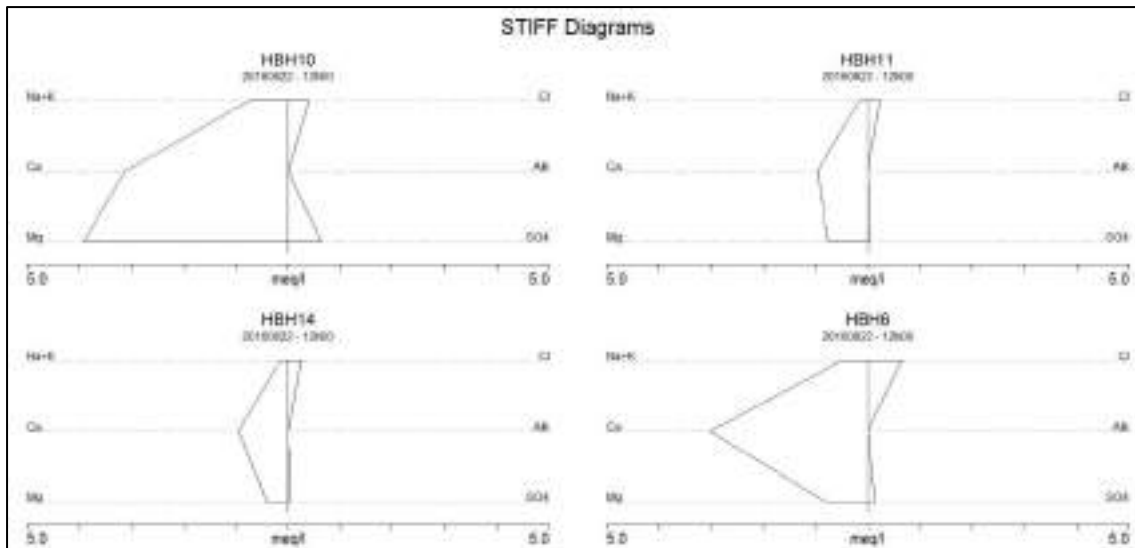 STIFF Diagrams
HBH10
HBH11
Na+K Cl Na+K Cl
Ca Alk Ca Alk
Mg SO4 Mg SO4
5.0 meq/l 5.0 5.0 meq/l 5.0
HBH14
HBH6
Na+K Cl Na+K Cl
Ca Alk Ca Alk
Mg SO4 Mg SO4
5.0 meq/l 5.0 5.0 meq/l 5.0